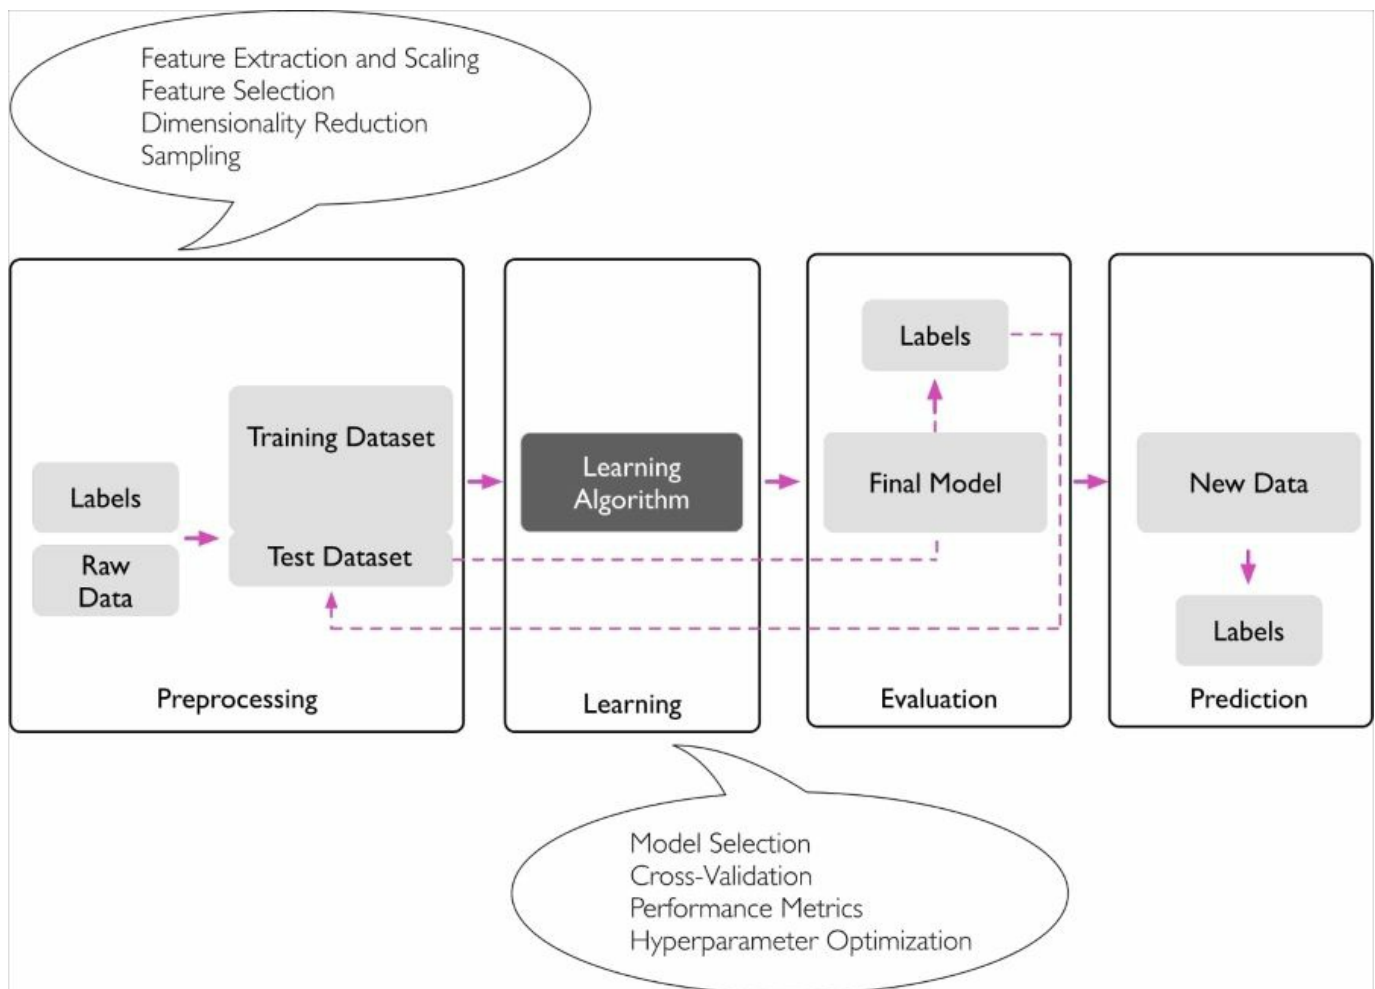 Feature Extraction and Scaling
Feature Selection
Dimensionality Reduction
Sampling
Labels
Raw
Data
Training Dataset
Test Dataset
Preprocessing
Learning
Algorithm
Learning
Labels
Final Model
Evaluation
New Data
Labels
Prediction
Model Selection
Cross-Validation
Performance Metrics
Hyperparameter Optimization